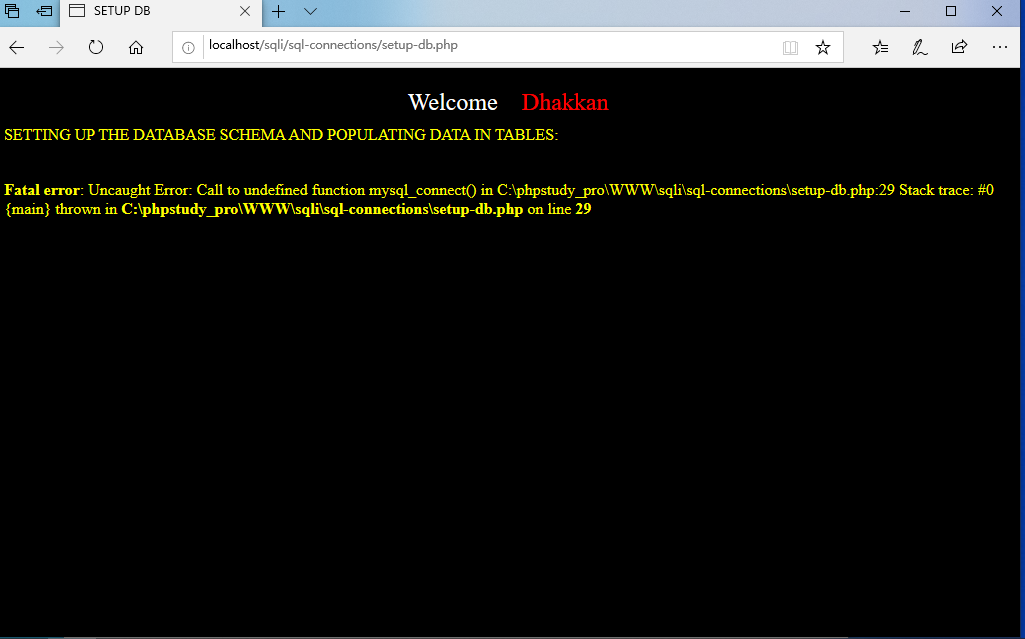 SETUP DB
localhost/sqli/sql-connections/setup-db.php
Welcome Dhakkan
SETTING UP THE DATABASE SCHEMA AND POPULATING DATA IN TABLES:
Fatal error: Uncaught Error: Call to undefined function mysql_connect() in C:\phpstudy_pro\WWW\sqli\sql-connections\setup-db.php:29 Stack trace: #0
{main} thrown in C:\phpstudy_pro\WWW\sqli\sql-connections\setup-db.php on line 29